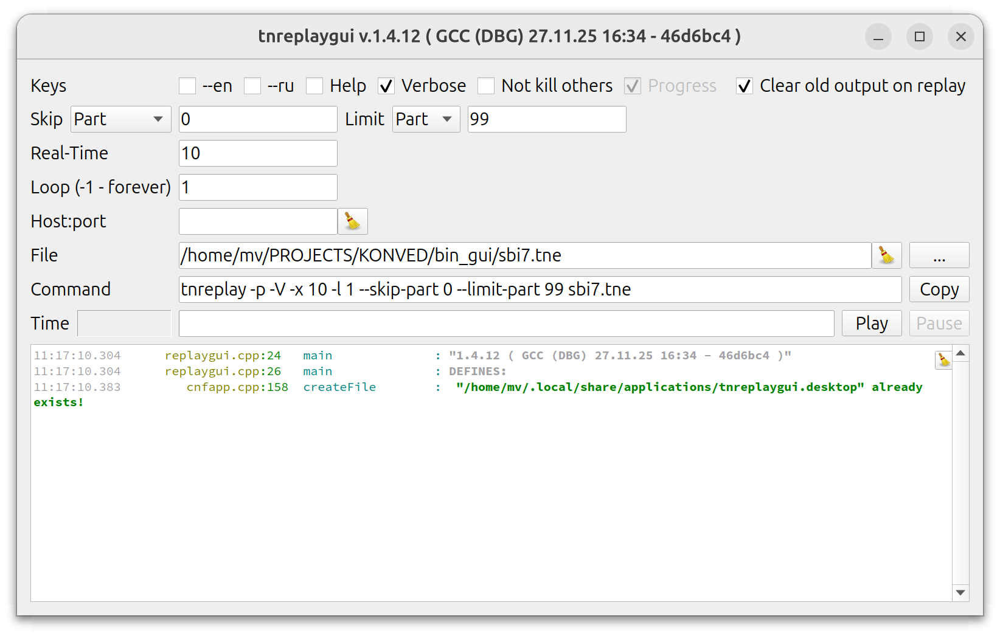 tnreplaygui v.1.4.12 ( GCC (DBG) 27.11.25 16:34 - 46d6bc4 )
Keys --en --ru Help Verbose Not kill others Progress Clear old output on replay
Skip Part 0 Limit Part 99
Real-Time 10
Loop (-1 - forever) 1
Host:port
File /home/mv/PROJECTS/KONVED/bin_gui/sbi7.tne ...
Command tnreplay -p -V -x 10 -l 1 --skip-part 0 --limit-part 99 sbi7.tne Copy
Time Play Pause
11:17:10.304 replaygui.cpp:24 main : "1.4.12 ( GCC (DBG) 27.11.25 16:34 - 46d6bc4 )"
11:17:10.304 replaygui.cpp:26 main : DEFINES:
11:17:10.383 cnfapp.cpp:158 createFile : "/home/mv/.local/share/applications/tnreplaygui.desktop" already
exists!